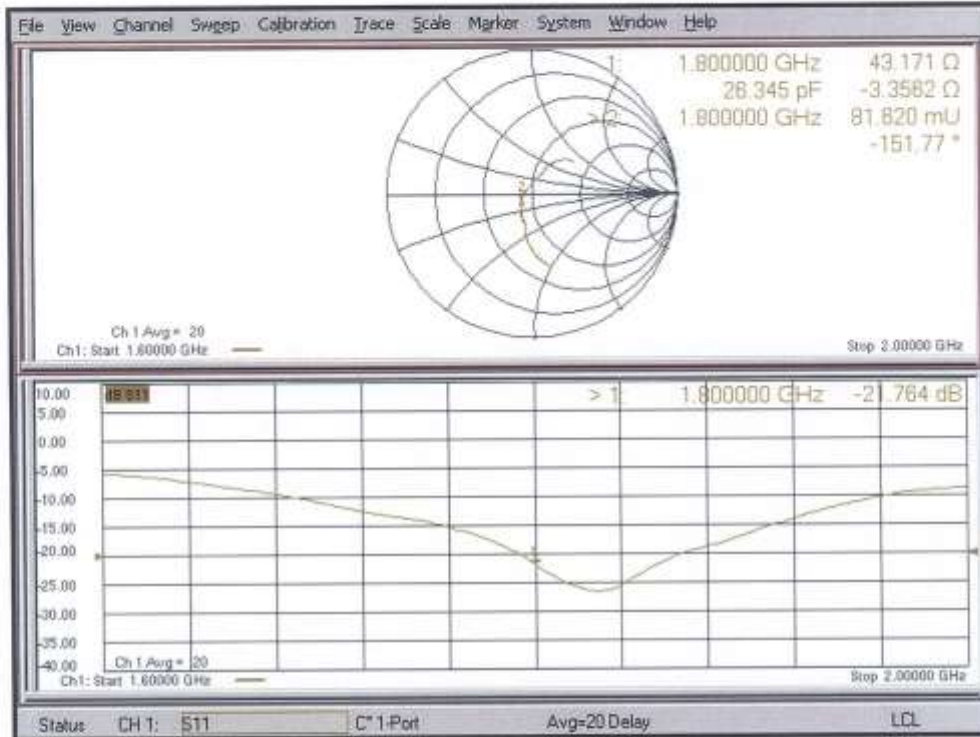 File View Channel Sweep Calibration Trace Scale Marker System Window Help
1: 1.800000 GHz 43.171 Ω
26.345 pF -3.3562 Ω
> 2: 1.800000 GHz 81.820 mU
-151.77 °
Ch 1 Avg = 20
Ch1: Start 1.60000 GHz
Stop 2.00000 GHz
10.00
dB S11
> 1: 1.800000 GHz -21.764 dB
5.00
0.00
-5.00
-10.00
-15.00
-20.00
-25.00
-30.00
-35.00
-40.00
1
Ch 1 Avg = 20
Ch1: Start 1.60000 GHz
Stop 2.00000 GHz
Status CH 1: S11 C* 1-Port Avg=20 Delay LCL